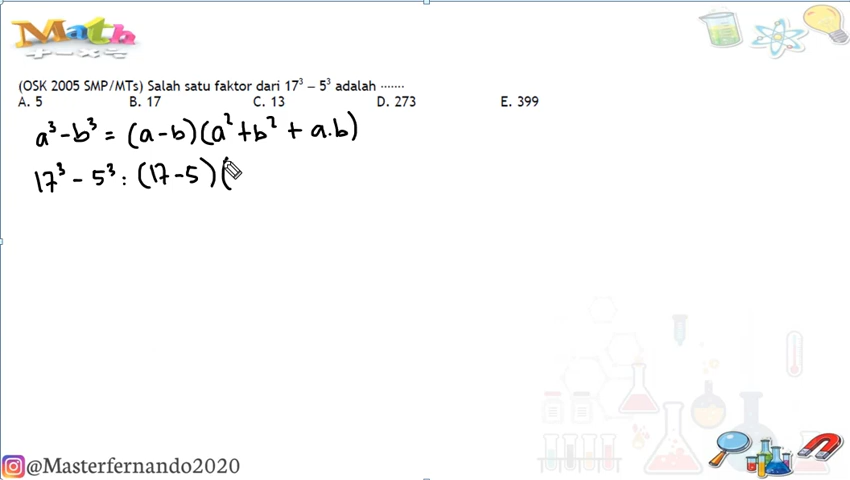 Math
(OSK 2005 SMP/MTs) Salah satu faktor dari 17³ – 5³ adalah .......
A. 5 B. 17 C. 13 D. 273 E. 399
a³ - b³ = (a - b)(a² + b² + a.b)
17³ - 5³ : (17 - 5)(
@Masterfernando2020